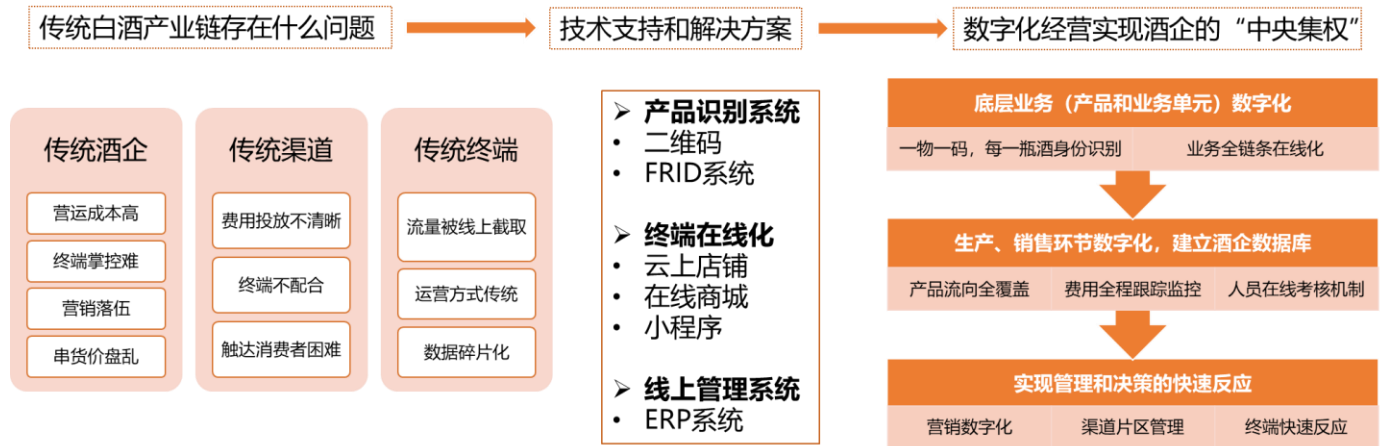 传统白酒产业链存在什么问题
技术支持和解决方案
数字化经营实现酒企的“中央集权”
传统酒企
营运成本高
终端掌控难
营销落伍
串货价盘乱
传统渠道
费用投放不清晰
终端不配合
触达消费者困难
传统终端
流量被线上截取
运营方式传统
数据碎片化
➢ 产品识别系统
• 二维码
• FRID系统
➢ 终端在线化
• 云上店铺
• 在线商城
• 小程序
➢ 线上管理系统
• ERP系统
底层业务（产品和业务单元）数字化
一物一码，每一瓶酒身份识别
业务全链条在线化
生产、销售环节数字化，建立酒企数据库
产品流向全覆盖
费用全程跟踪监控
人员在线考核机制
实现管理和决策的快速反应
营销数字化
渠道片区管理
终端快速反应